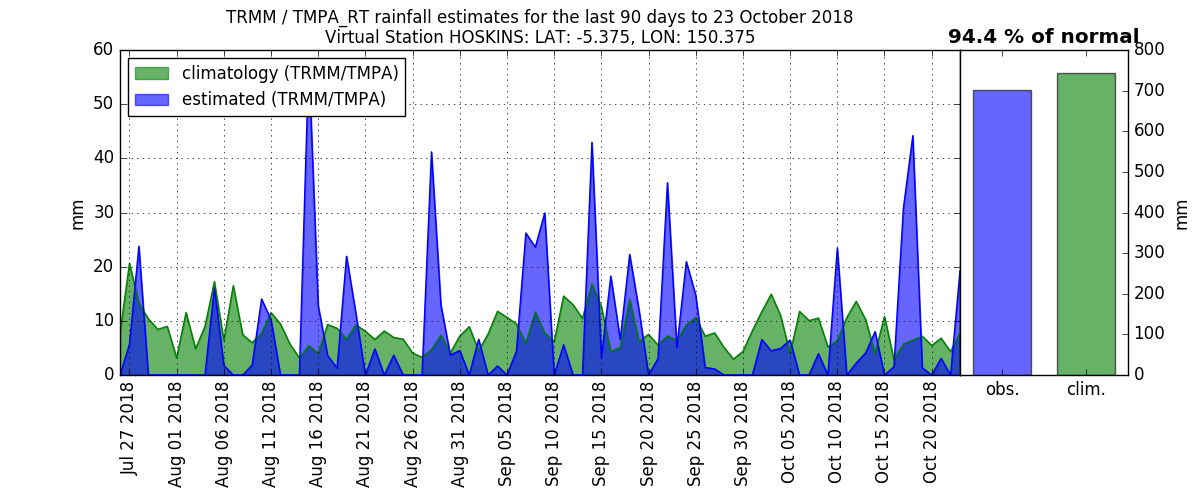 TRMM / TMPA_RT rainfall estimates for the last 90 days to 23 October 2018
Virtual Station HOSKINS: LAT: -5.375, LON: 150.375
94.4 % of normal
climatology (TRMM/TMPA)
estimated (TRMM/TMPA)
60
50
40
30
20
10
0
mm
800
700
600
500
400
300
200
100
0
mm
Jul 27 2018
Aug 01 2018
Aug 06 2018
Aug 11 2018
Aug 16 2018
Aug 21 2018
Aug 26 2018
Aug 31 2018
Sep 05 2018
Sep 10 2018
Sep 15 2018
Sep 20 2018
Sep 25 2018
Sep 30 2018
Oct 05 2018
Oct 10 2018
Oct 15 2018
Oct 20 2018
obs.
clim.